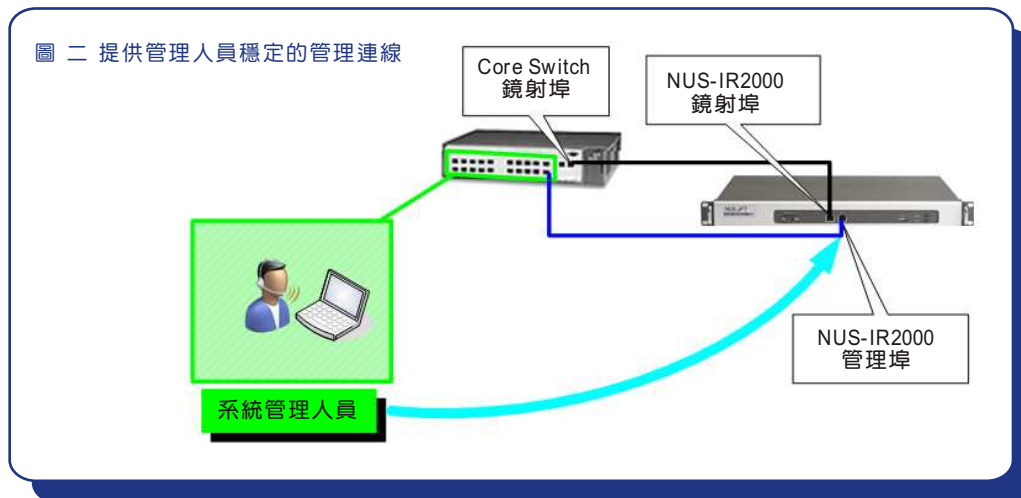 圖 二 提供管理人員穩定的管理連線
Core Switch
鏡射埠
NUS-IR2000
鏡射埠
NUS-IR2000
管理埠
系統管理人員